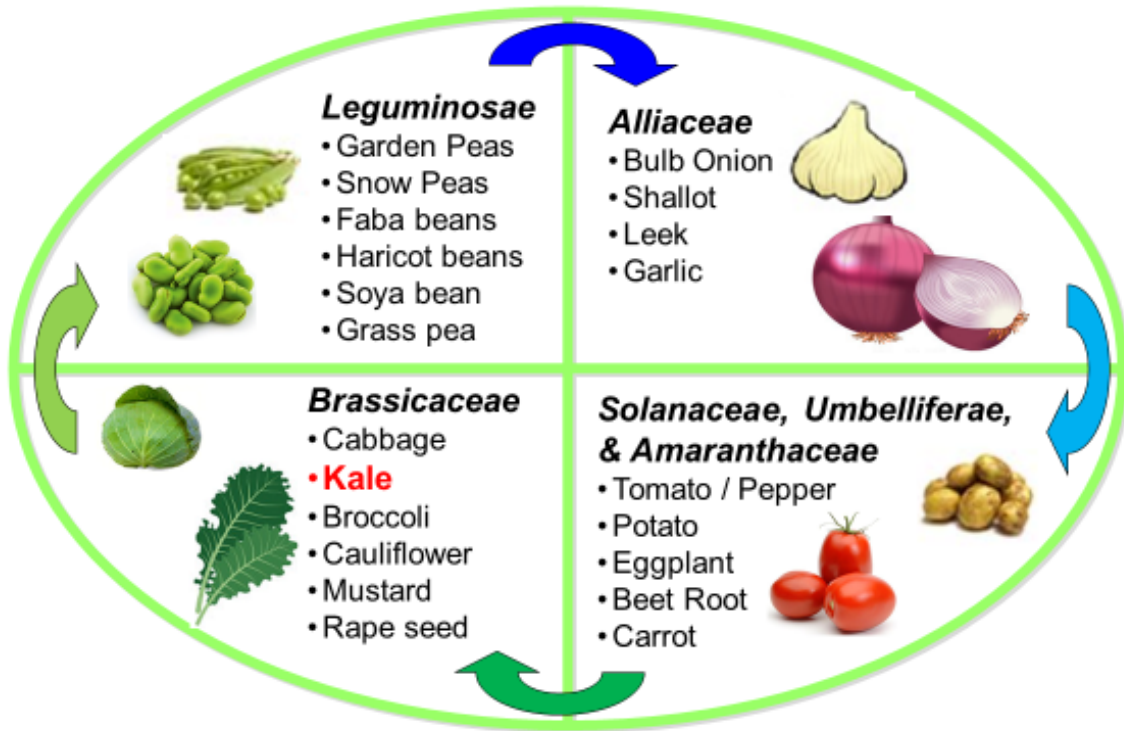 Leguminosae
• Garden Peas
• Snow Peas
• Faba beans
• Haricot beans
• Soya bean
• Grass pea
Alliaceae
• Bulb Onion
• Shallot
• Leek
• Garlic
Brassicaceae
• Cabbage
• Kale
• Broccoli
• Cauliflower
• Mustard
• Rape seed
Solanaceae, Umbelliferae,
& Amaranthaceae
• Tomato / Pepper
• Potato
• Eggplant
• Beet Root
• Carrot